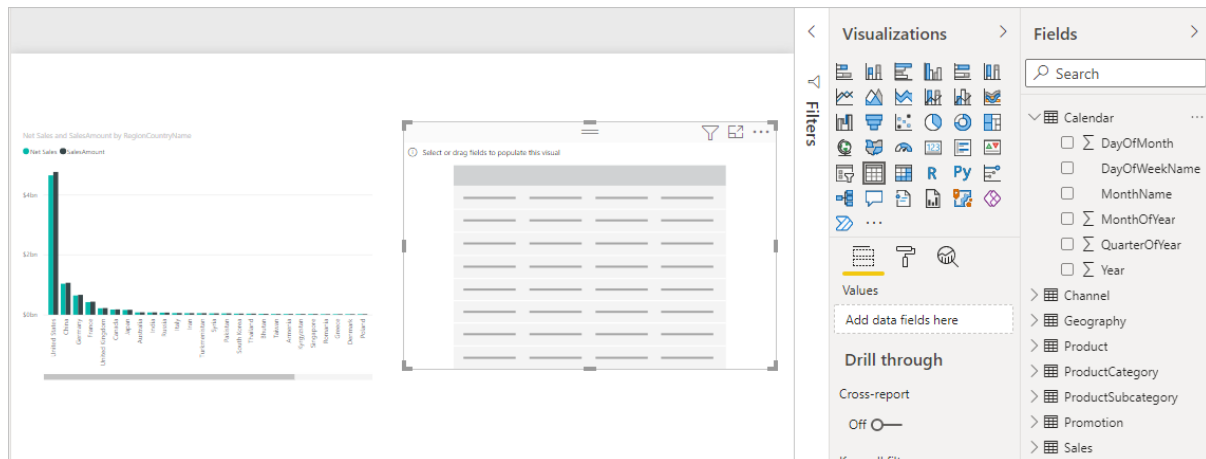 Visualizations
Fields
Search
Filters
Calendar
DayOfMonth
DayOfWeekName
MonthName
MonthOfYear
QuarterOfYear
Year
Channel
Geography
Product
ProductCategory
ProductSubcategory
Promotion
Sales
123
R
Py
Values
Add data fields here
Drill through
Cross-report
Off
Net Sales and SalesAmount by RegionCountryName
Net Sales SalesAmount
$4bn
$2bn
$0bn
United States
China
Germany
France
United Kingdom
Canada
Japan
Australia
India
Russia
Italy
Iran
Turkmenistan
Syria
Pakistan
South Korea
Thailand
Bhutan
Taiwan
Armenia
Kyrgyzstan
Singapore
Romania
Greece
Denmark
Poland
Select or drag fields to populate this visual